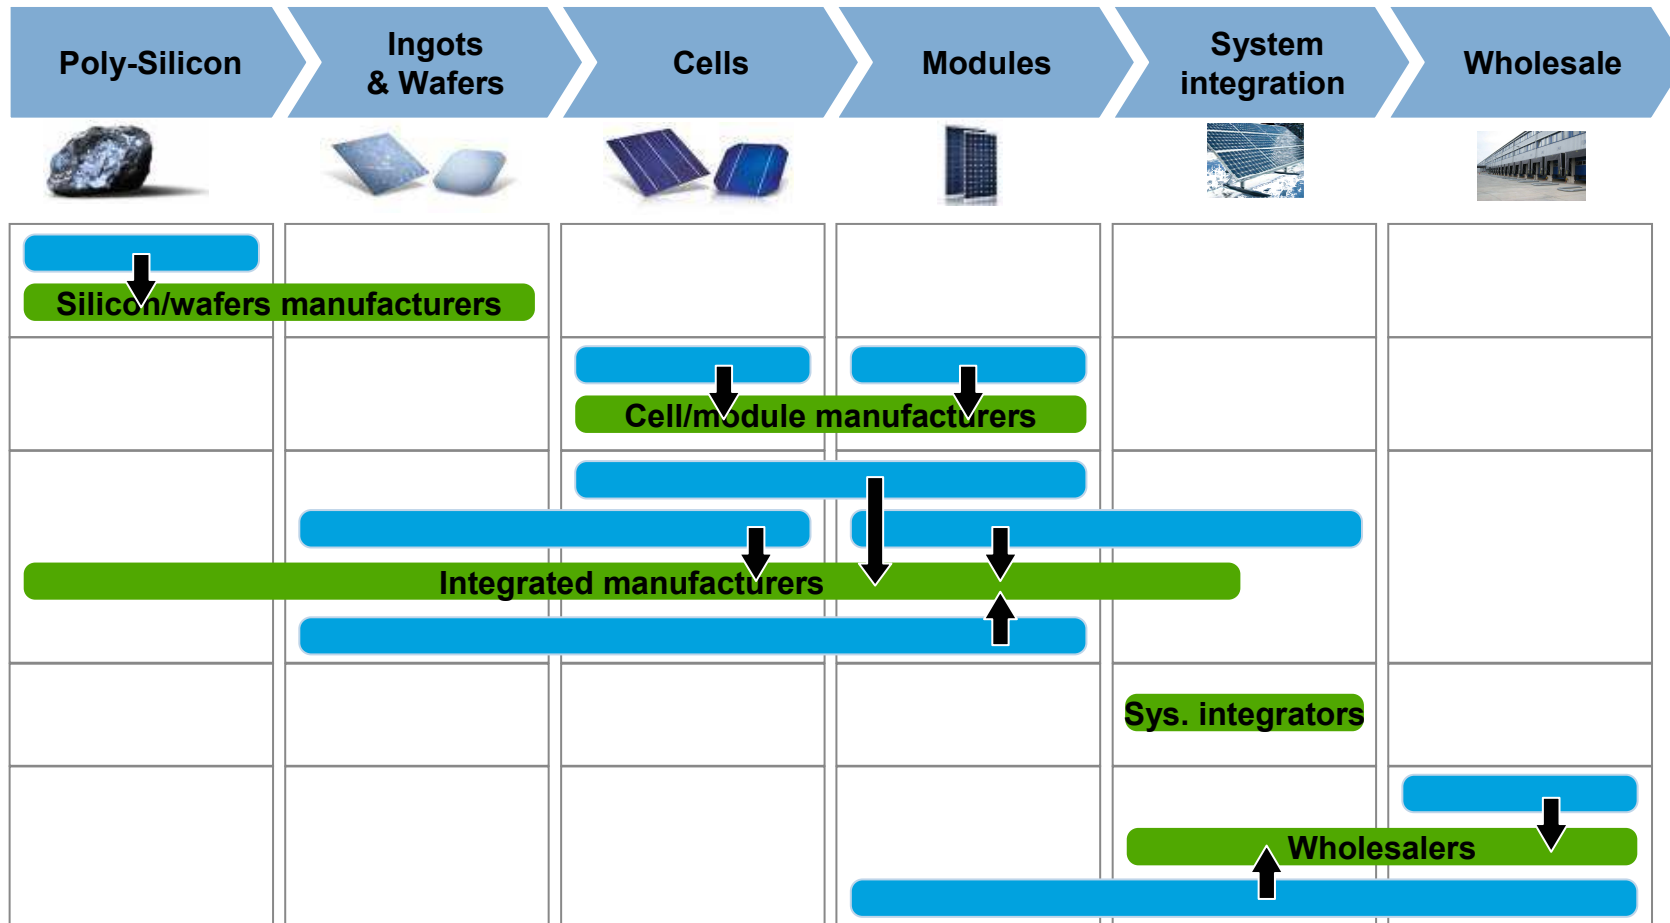 Poly-Silicon
Ingots
& Wafers
Cells
Modules
System
integration
Wholesale
Silicon/wafers manufacturers
Cell/module manufacturers
Integrated manufacturers
Sys. integrators
Wholesalers